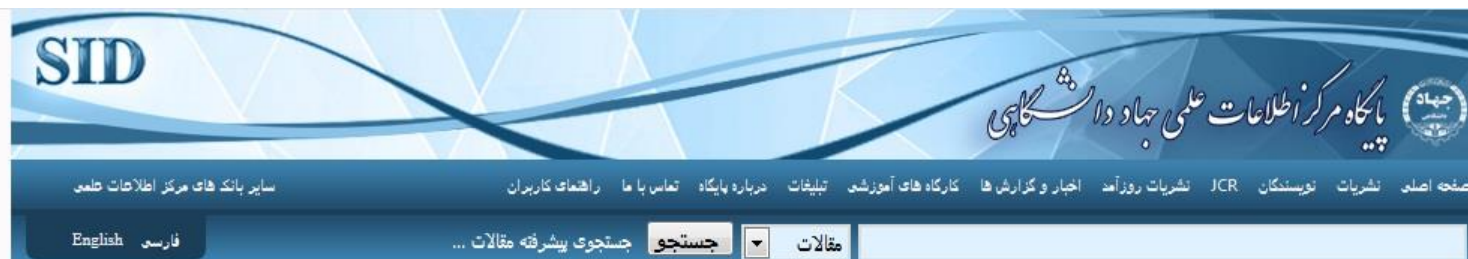 SID
پایگاه مرکز اطلاعات علمی جهاد دانشگاهی
جهاد
دانشگاهی
صفحه اصلی نشریات نویسندگان JCR نشریات روزآمد اخبار و گزارش ها کارگاه های آموزشی تبلیغات درباره پایگاه تماس با ما راهنمای کاربران سایر بانک های مرکز اطلاعات علمی
مقالات جستجو جستجوی پیشرفته مقالات ... فارسی English